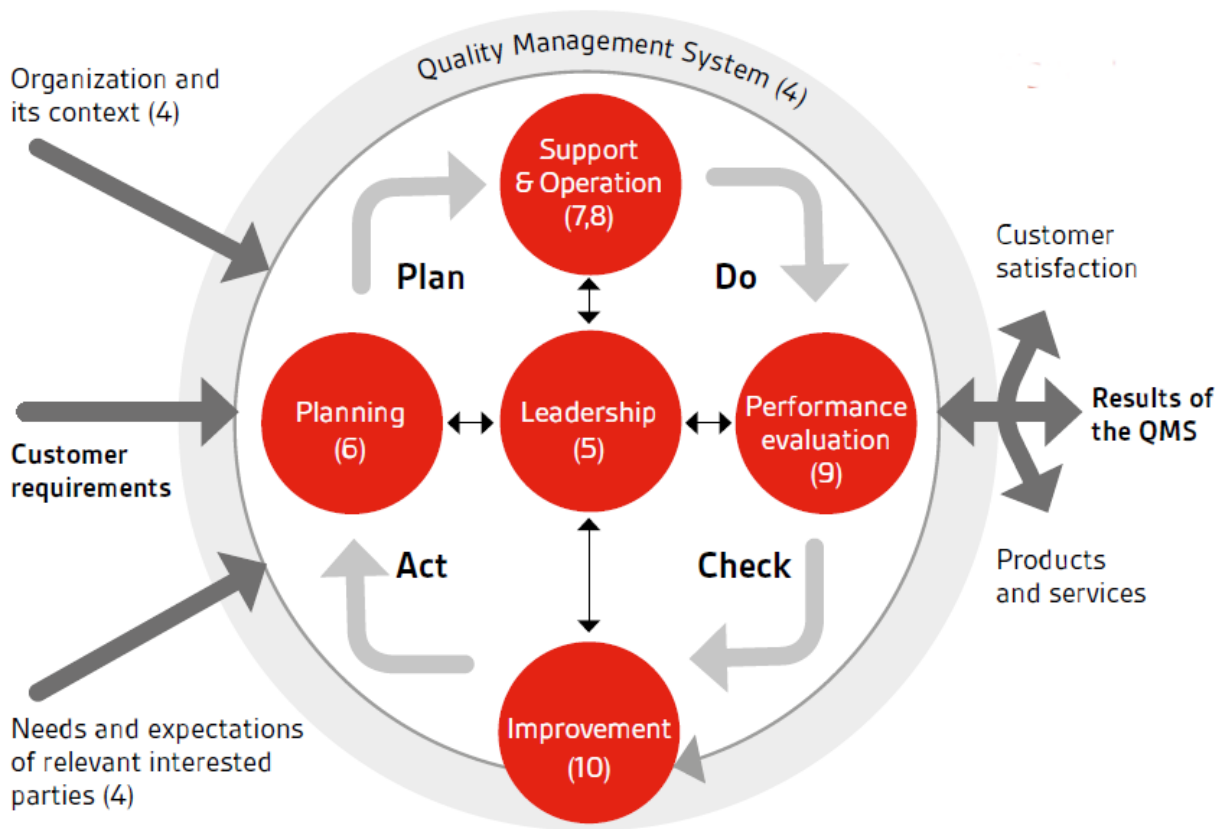 Quality Management System (4)
Organization and
its context (4)
Support
& Operation
(7,8)
Plan
Do
Customer
satisfaction
Planning
(6)
Leadership
(5)
Performance
evaluation
(9)
Results of
the QMS
Customer
requirements
Act
Check
Products
and services
Improvement
(10)
Needs and expectations
of relevant interested
parties (4)